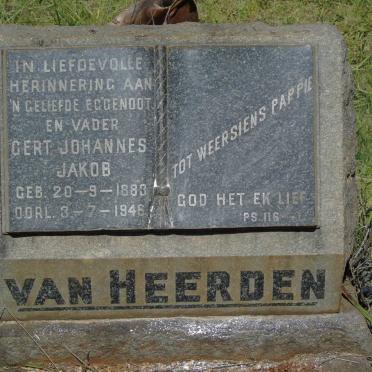 IN LIEFDEVOLLE
HERINNERING AAN
'N GELIEFDE EGGENOOT
EN VADER
GERT JOHANNES
JAKOB
GEB. 20-9-1883
OORL. 3-7-1946
TOT WEERSIENS PAPPIE
GOD HET EK LIEF
PS. 116
VAN HEERDEN